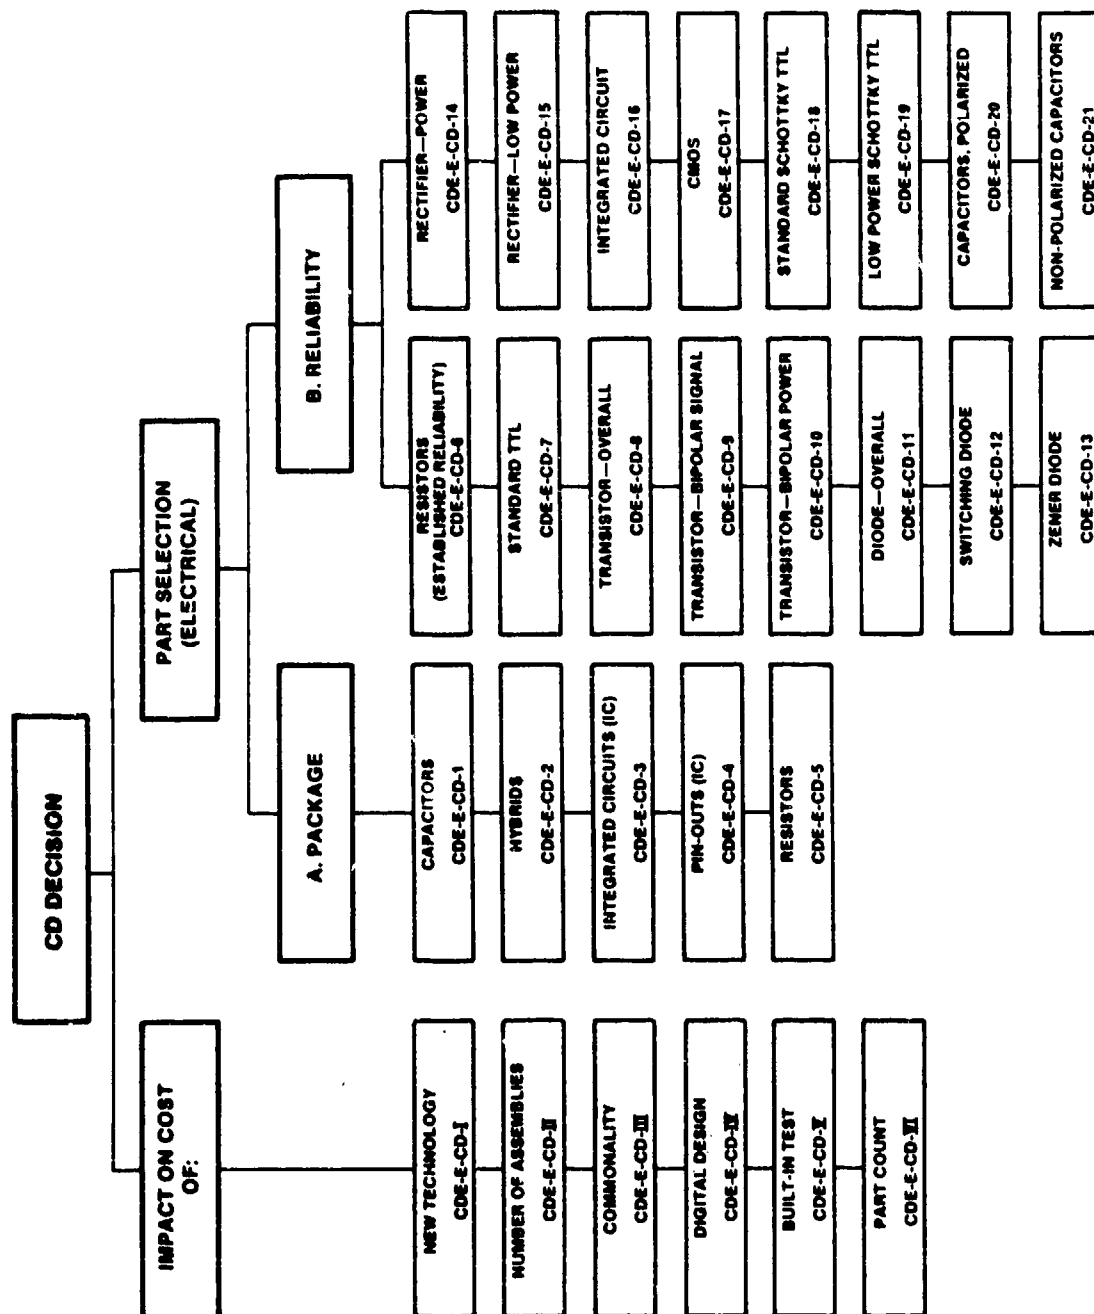 CD DECISION
IMPACT ON COST
OF:
NEW TECHNOLOGY
CDE-E-CD-I
NUMBER OF ASSEMBLIES
CDE-E-CD-II
COMMONALITY
CDE-E-CD-III
DIGITAL DESIGN
CDE-E-CD-IV
BUILT-IN TEST
CDE-E-CD-V
PART COUNT
CDE-E-CD-VI
PART SELECTION
(ELECTRICAL)
A. PACKAGE
CAPACITORS
CDE-E-CD-1
HYBRIDS
CDE-E-CD-2
INTEGRATED CIRCUITS (IC)
CDE-E-CD-3
PIN-OUTS (IC)
CDE-E-CD-4
RESISTORS
CDE-E-CD-5
B. RELIABILITY
RESISTORS
(ESTABLISHED RELIABILITY)
CDE-E-CD-6
STANDARD TTL
CDE-E-CD-7
TRANSISTOR—OVERALL
CDE-E-CD-8
TRANSISTOR—BIPOLAR SIGNAL
CDE-E-CD-9
TRANSISTOR—BIPOLAR POWER
CDE-E-CD-10
DIODE—OVERALL
CDE-E-CD-11
SWITCHING DIODE
CDE-E-CD-12
ZENER DIODE
CDE-E-CD-13
RECTIFIER—POWER
CDE-E-CD-14
RECTIFIER—LOW POWER
CDE-E-CD-15
INTEGRATED CIRCUIT
CDE-E-CD-16
CMOS
CDE-E-CD-17
STANDARD SCHOTTKY TTL
CDE-E-CD-18
LOW POWER SCHOTTKY TTL
CDE-E-CD-19
CAPACITORS, POLARIZED
CDE-E-CD-20
NON-POLARIZED CAPACITORS
CDE-E-CD-21